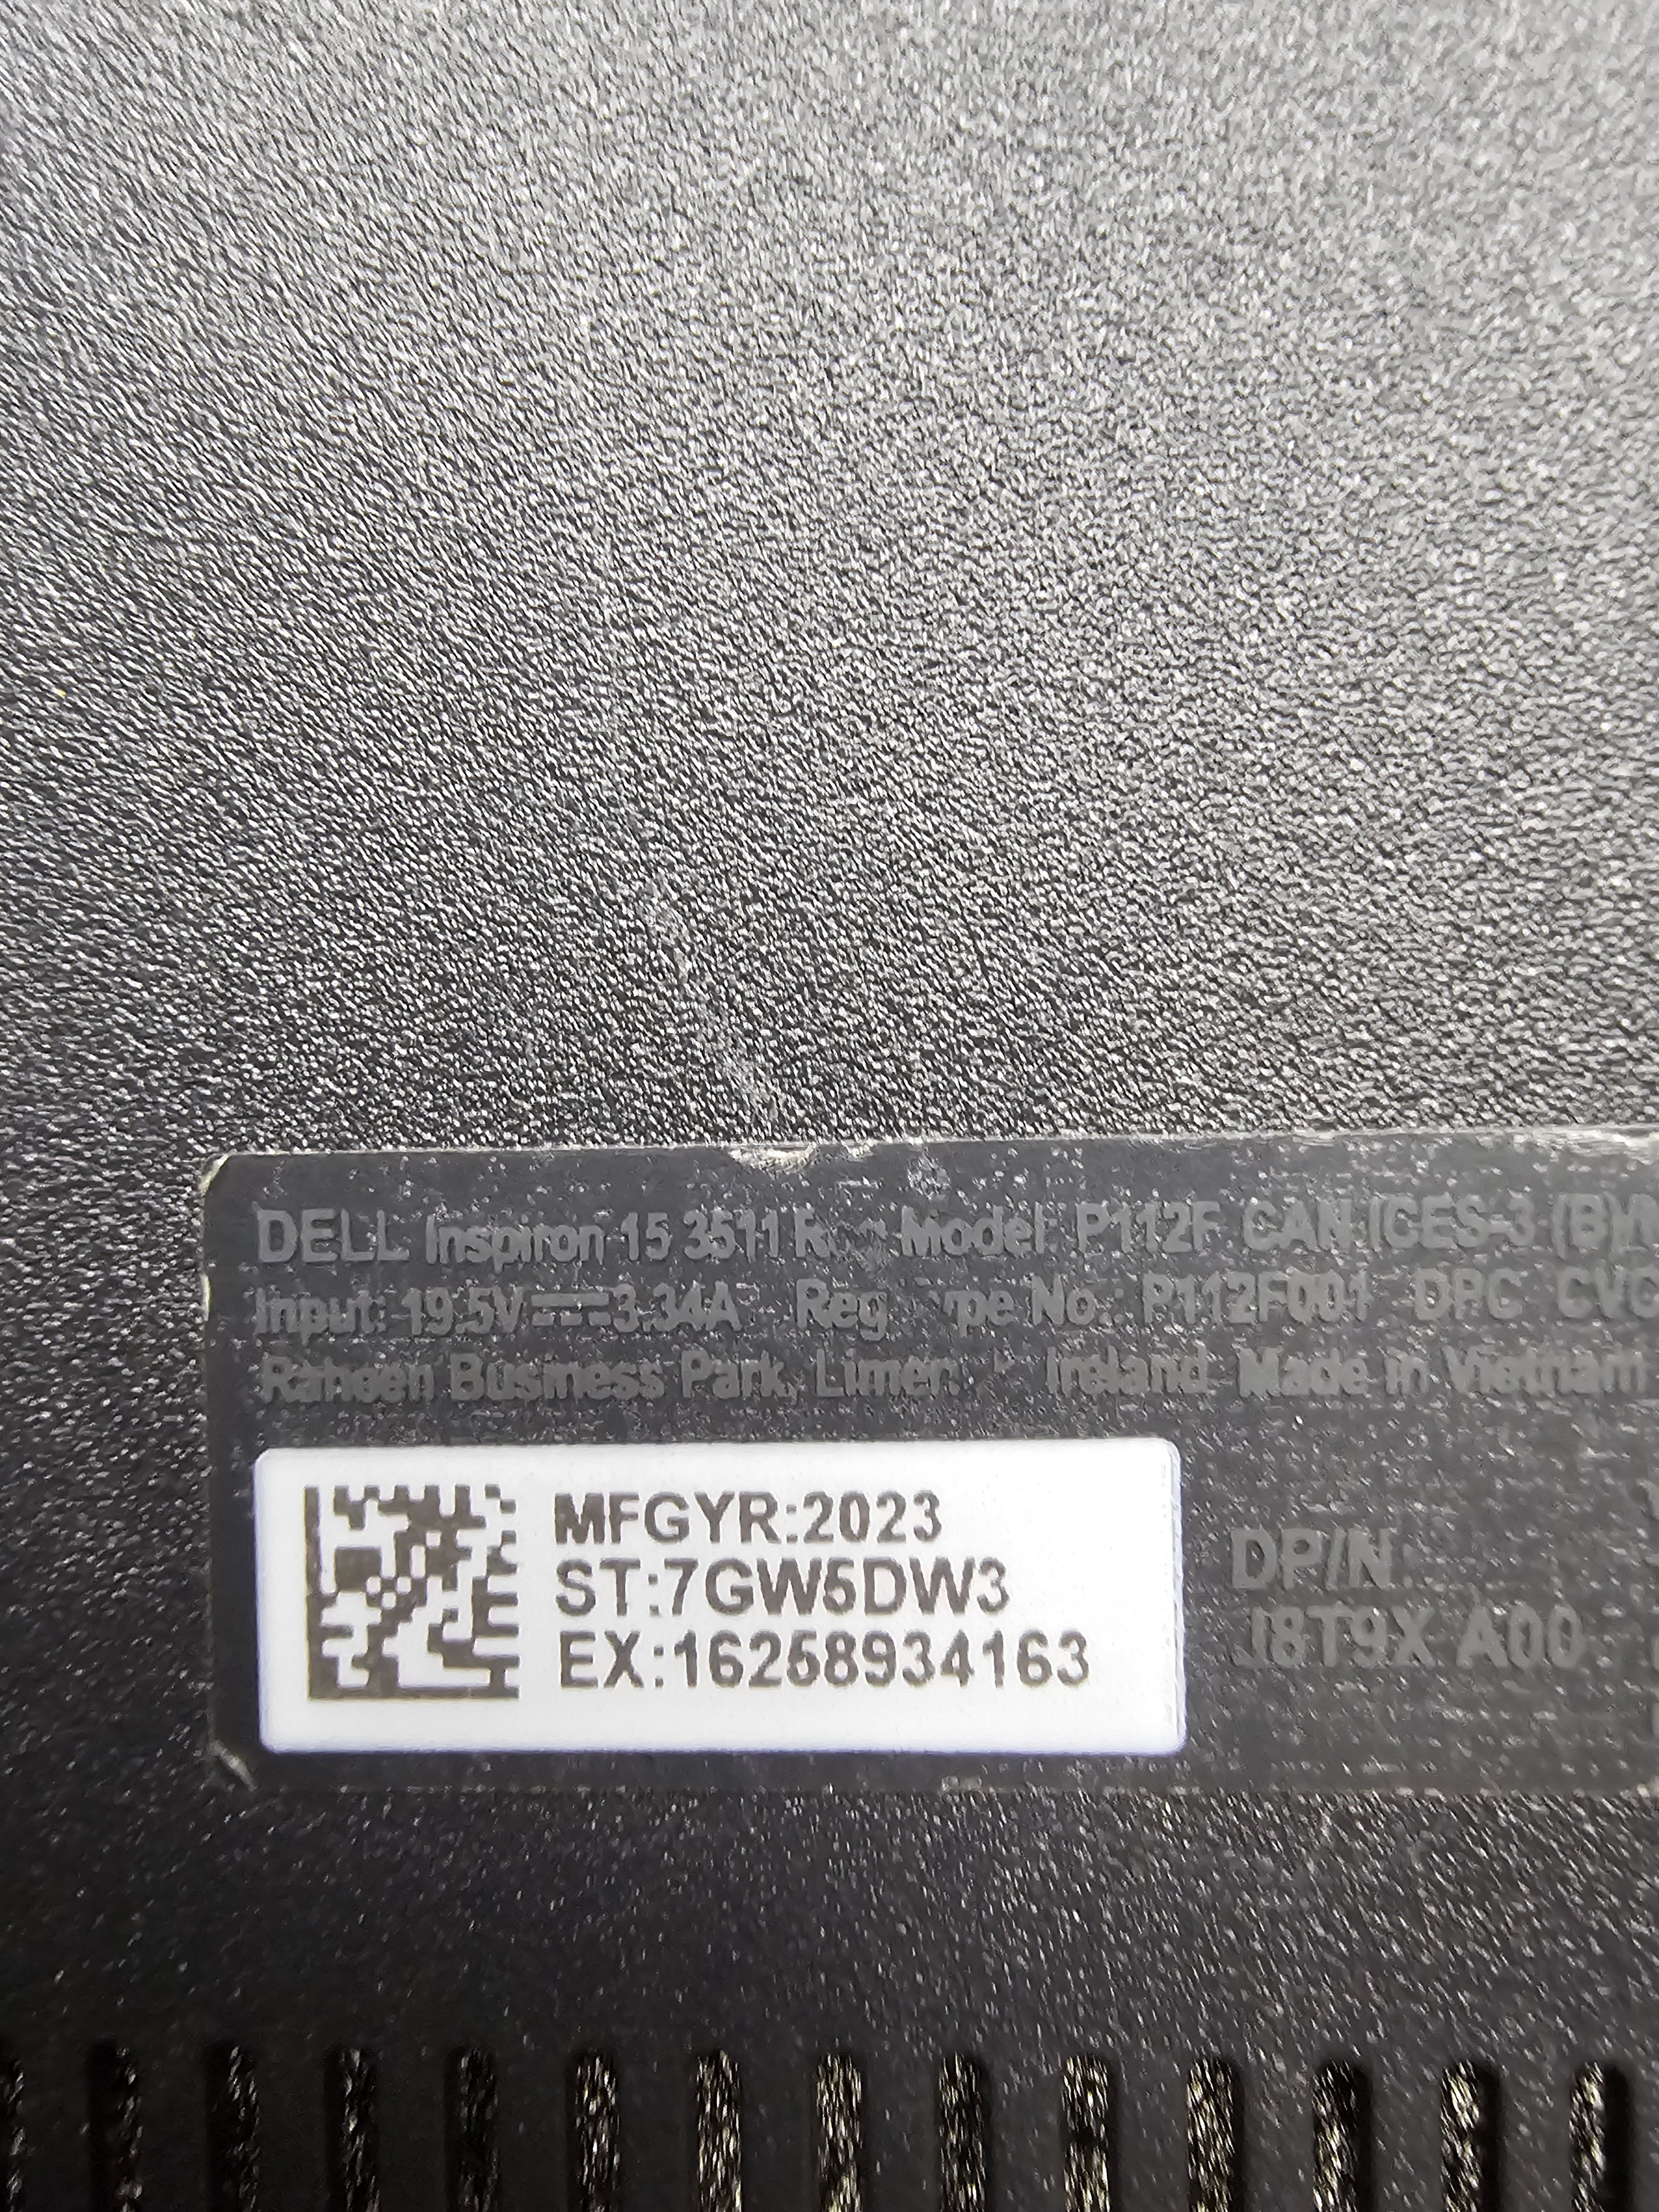 DELL Inspiron 15 3511 Model: P112F CAN ICES-3 (B)
Input: 19.5V⎓3.34A Reg No.: P112F001 DPC
Raheen Business Park, Ireland Made in Vietnam
MFGYR:2023
ST:7GW5DW3
EX:16258934163
DP/N
J8T9X A00